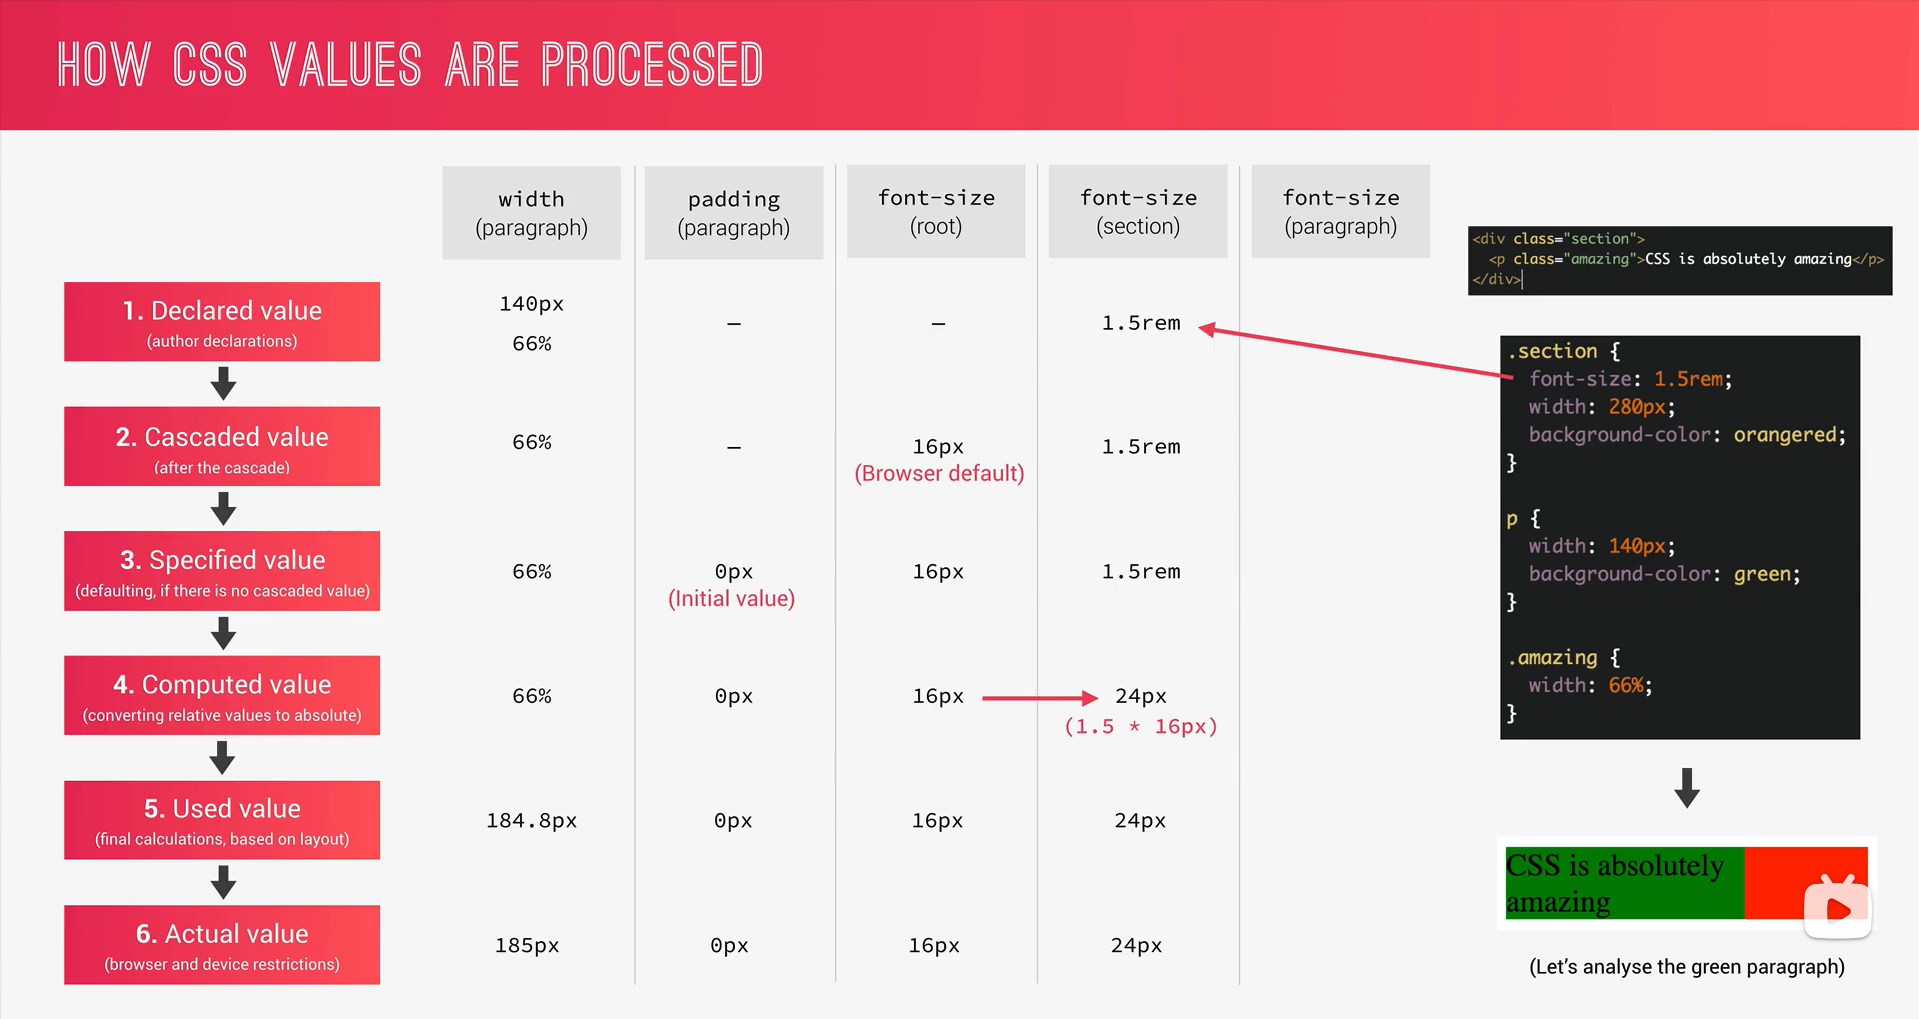 HOW CSS VALUES ARE PROCESSED
width
(paragraph)
padding
(paragraph)
font-size
(root)
font-size
(section)
font-size
(paragraph)
1. Declared value
(author declarations)
140px
66%
–
–
1.5rem
2. Cascaded value
(after the cascade)
66%
–
16px
(Browser default)
1.5rem
3. Specified value
(defaulting, if there is no cascaded value)
66%
0px
(Initial value)
16px
1.5rem
4. Computed value
(converting relative values to absolute)
66%
0px
16px
24px
(1.5 * 16px)
5. Used value
(final calculations, based on layout)
184.8px
0px
16px
24px
6. Actual value
(browser and device restrictions)
185px
0px
16px
24px
<div class="section">
<p class="amazing">CSS is absolutely amazing</p>
</div>
.section {
font-size: 1.5rem;
width: 280px;
background-color: orangered;
}
p {
width: 140px;
background-color: green;
}
.amazing {
width: 66%;
}
CSS is absolutely
amazing
(Let's analyse the green paragraph)